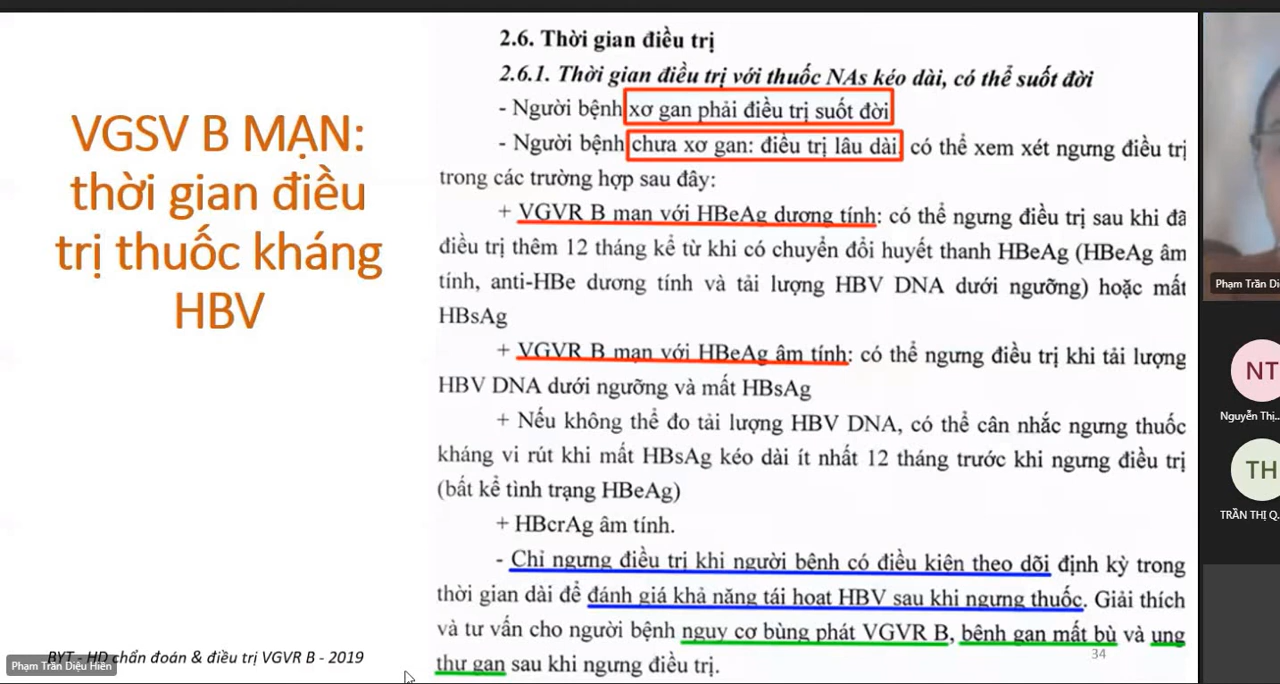 VGSV B MẠN:
thời gian điều
trị thuốc kháng
HBV
2.6. Thời gian điều trị
2.6.1. Thời gian điều trị với thuốc NAs kéo dài, có thể suốt đời
- Người bệnh xơ gan phải điều trị suốt đời
- Người bệnh chưa xơ gan: điều trị lâu dài, có thể xem xét ngưng điều trị
trong các trường hợp sau đây:
+ VGVR B mạn với HBeAg dương tính: có thể ngưng điều trị sau khi đã
điều trị thêm 12 tháng kể từ khi có chuyển đổi huyết thanh HBeAg (HBeAg âm
tính, anti-HBe dương tính và tải lượng HBV DNA dưới ngưỡng) hoặc mất
HBsAg
+ VGVR B mạn với HBeAg âm tính: có thể ngưng điều trị khi tải lượng
HBV DNA dưới ngưỡng và mất HBsAg
+ Nếu không thể đo tải lượng HBV DNA, có thể cân nhắc ngưng thuốc
kháng vi rút khi mất HBsAg kéo dài ít nhất 12 tháng trước khi ngưng điều trị
(bất kể tình trạng HBeAg)
+ HBcrAg âm tính.
- Chỉ ngưng điều trị khi người bệnh có điều kiện theo dõi định kỳ trong
thời gian dài để đánh giá khả năng tái hoạt HBV sau khi ngưng thuốc. Giải thích
và tư vấn cho người bệnh nguy cơ bùng phát VGVR B, bệnh gan mất bù và ung
thư gan sau khi ngưng điều trị.
34
BYT - HD chẩn đoán & điều trị VGVR B - 2019
Phạm Trần Diệu Hiền
Phạm Trần Di
NT
Nguyễn Thị...
TH
TRẦN THỊ Q...